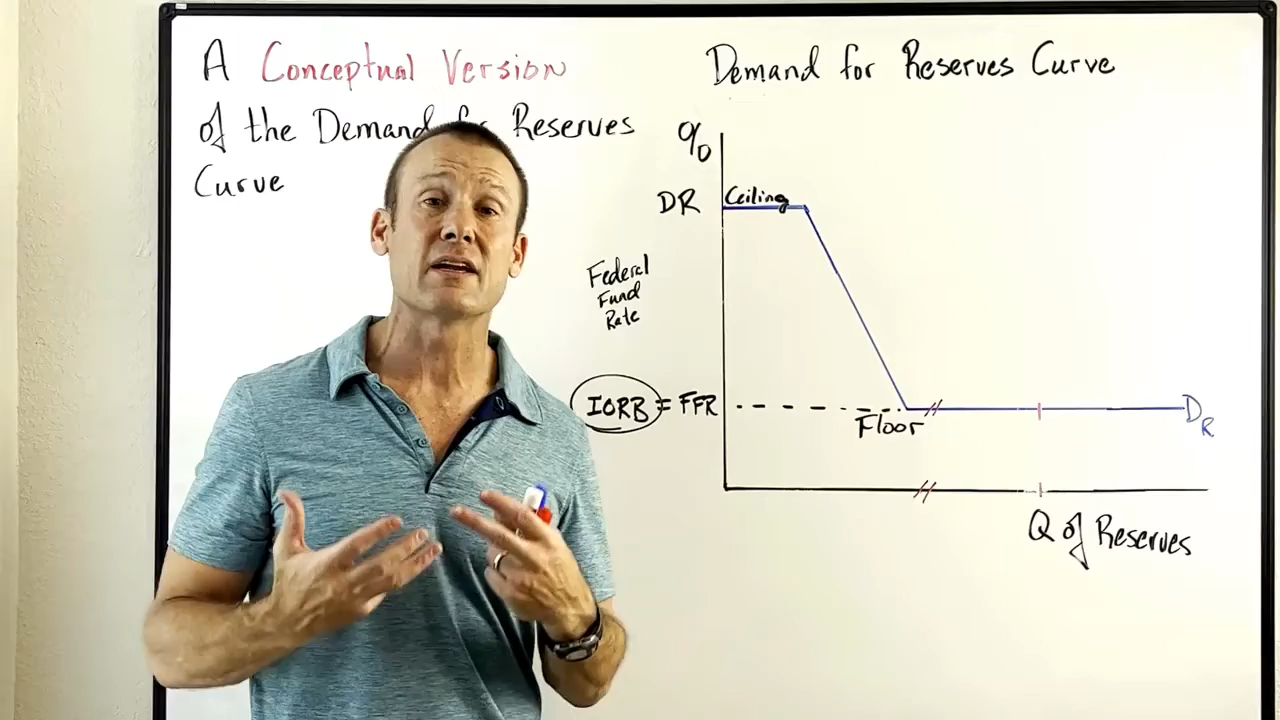 A Conceptual Version
of the Demand Reserves
Curve
Demand for Reserves Curve
%
DR
Ceiling
Federal
Fund
Rate
IORB = FFR
Floor
DR
Q of Reserves